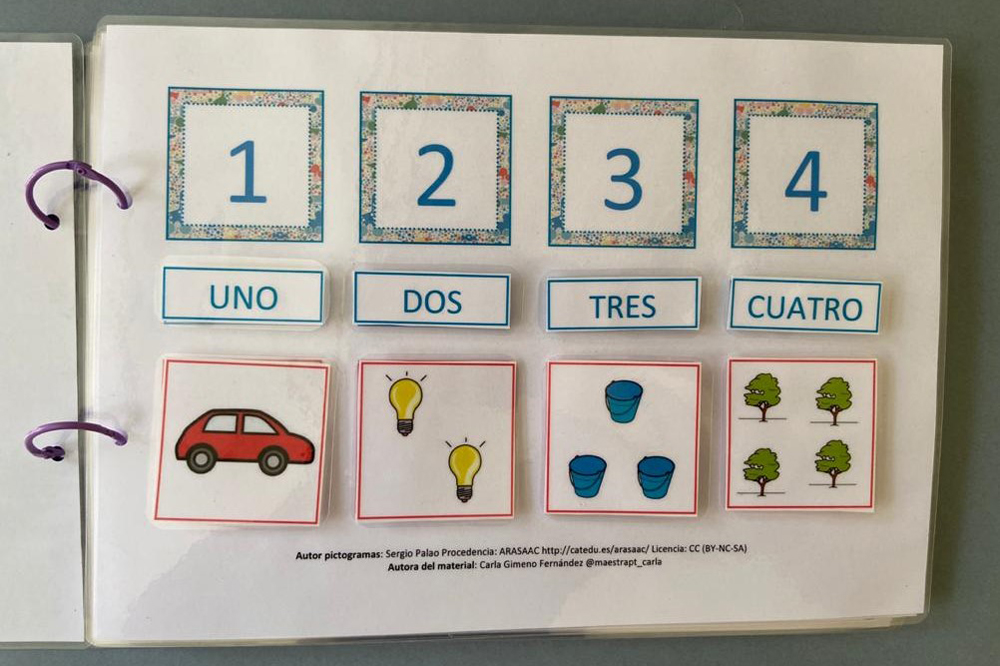 1 2 3 4
UNO DOS TRES CUATRO
Autor pictogramas: Sergio Palao Procedencia: ARASAAC http://catedu.es/arasaac/ Licencia: CC (BY-NC-SA)
Autora del material: Carla Gimeno Fernández @maestrapt_carla